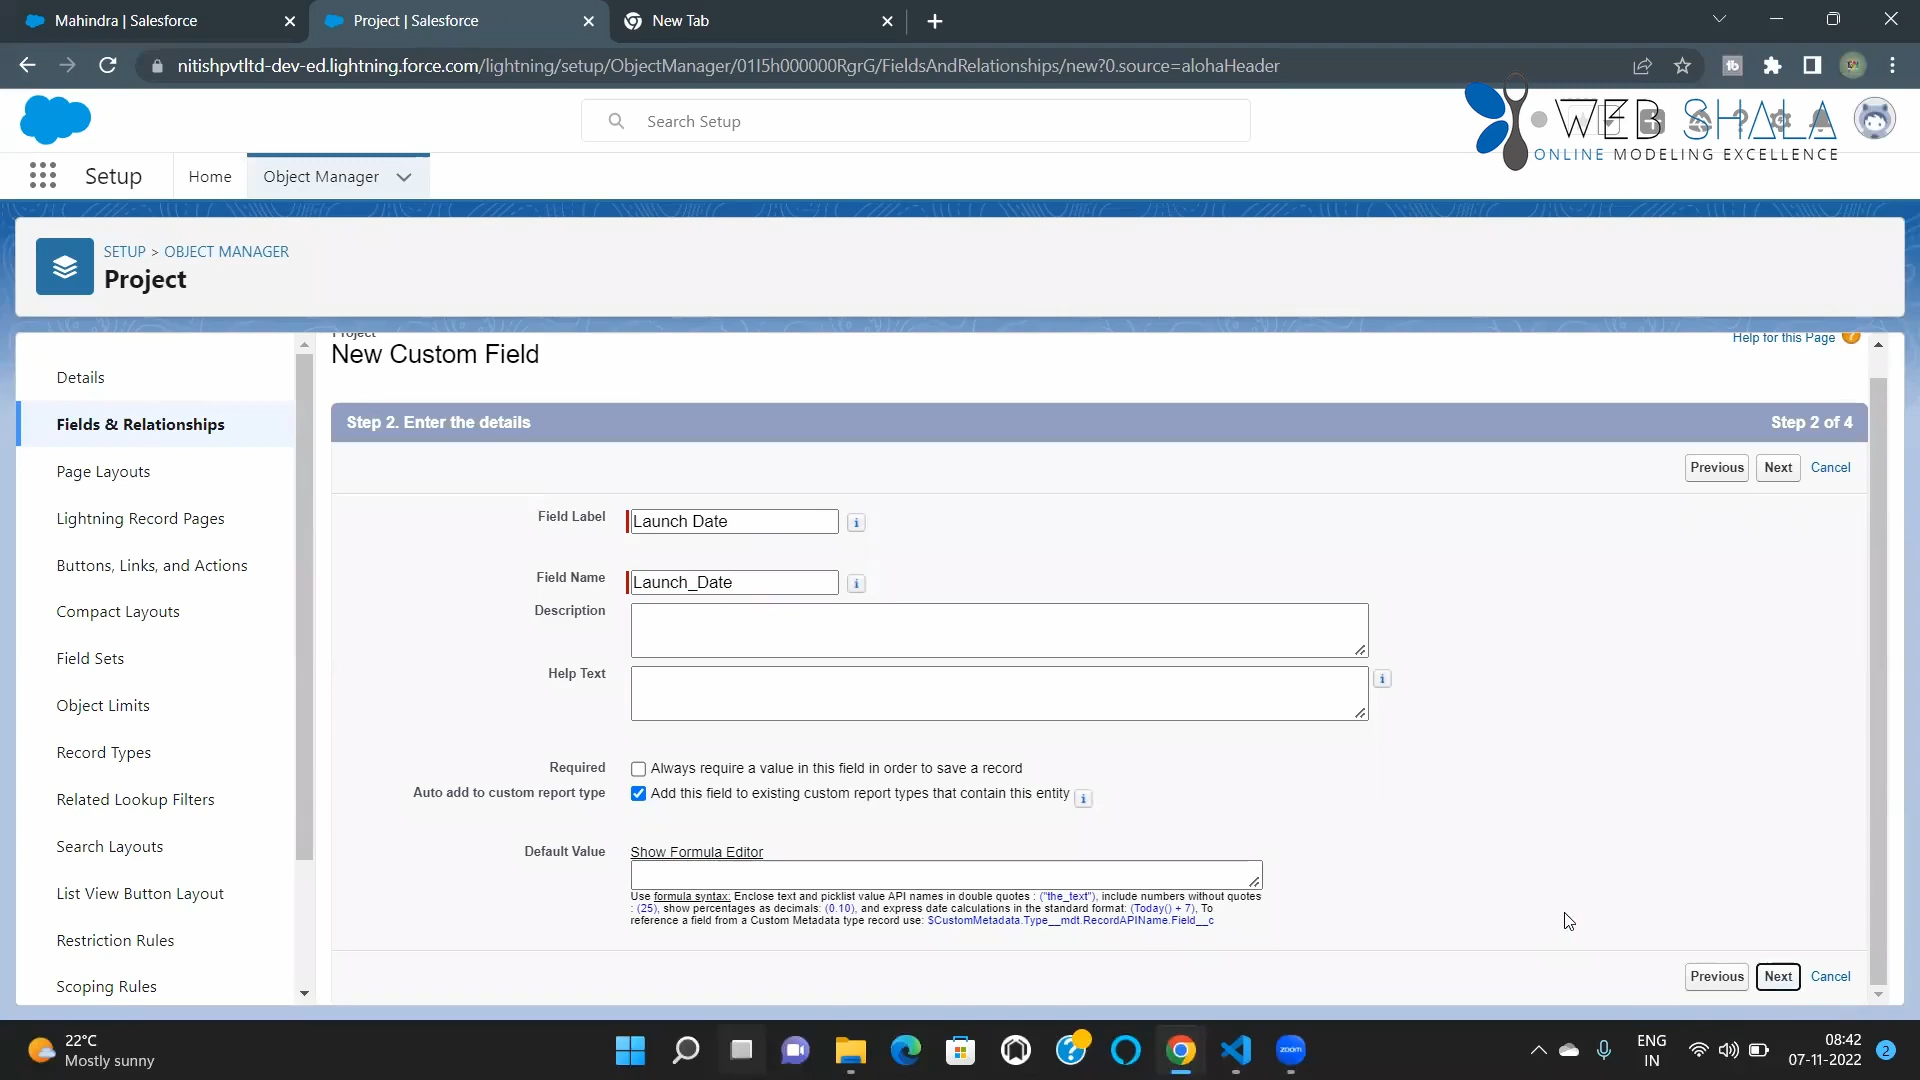 Mahindra | Salesforce
Project | Salesforce
New Tab
nitishpvtltd-dev-ed.lightning.force.com/lightning/setup/ObjectManager/01I5h000000RgrG/FieldsAndRelationships/new?0.source=alohaHeader
Search Setup
WEB SHALA
ONLINE MODELING EXCELLENCE
Setup
Home
Object Manager
SETUP > OBJECT MANAGER
Project
Details
Fields & Relationships
Page Layouts
Lightning Record Pages
Buttons, Links, and Actions
Compact Layouts
Field Sets
Object Limits
Record Types
Related Lookup Filters
Search Layouts
List View Button Layout
Restriction Rules
Scoping Rules
Project
New Custom Field
Help for this Page
Step 2. Enter the details
Step 2 of 4
Previous
Next
Cancel
Field Label
Launch Date
Field Name
Launch_Date
Description
Help Text
Required
Always require a value in this field in order to save a record
Auto add to custom report type
Add this field to existing custom report types that contain this entity
Default Value
Show Formula Editor
Use formula syntax: Enclose text and picklist value API names in double quotes : ("the_text"), include numbers without quotes
: (25), show percentages as decimals: (0.10), and express date calculations in the standard format: (Today() + 7), To
reference a field from a Custom Metadata type record use: $CustomMetadata.Type__mdt.RecordAPIName.Field__c
Previous
Next
Cancel
22°C
Mostly sunny
zoom
ENG
IN
08:42
07-11-2022
2